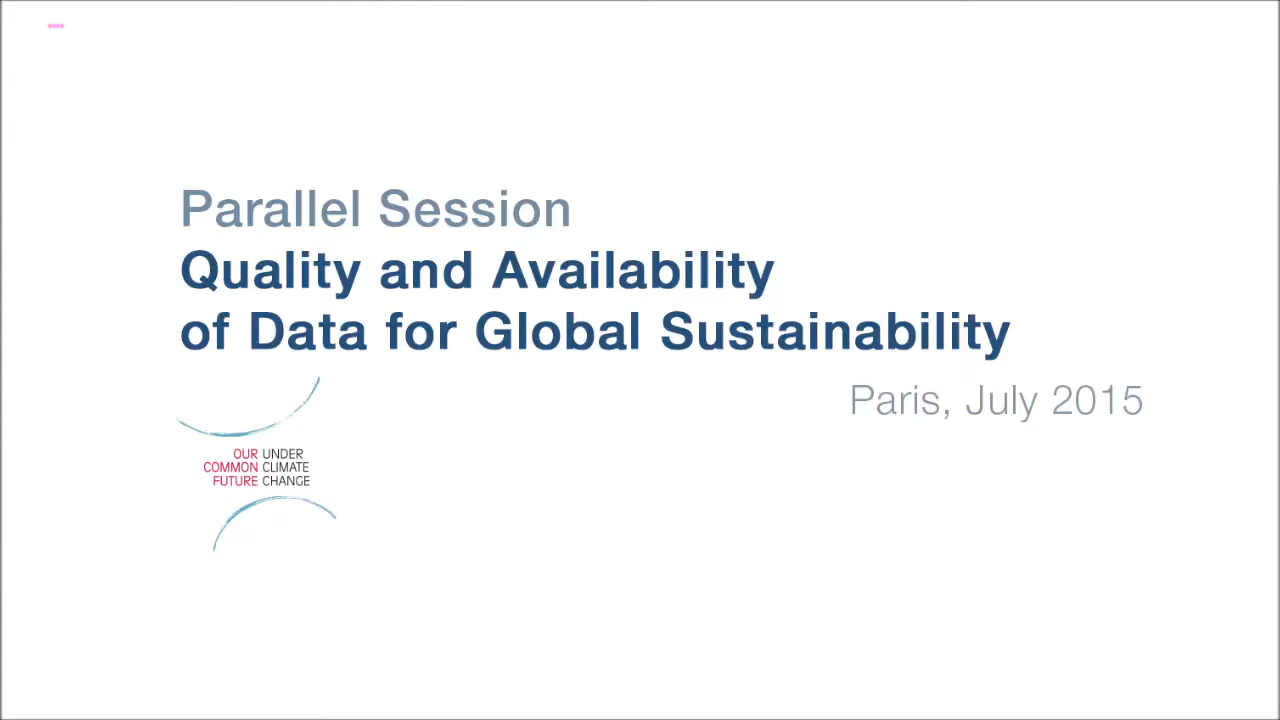 Parallel Session
Quality and Availability
of Data for Global Sustainability
Paris, July 2015
OUR UNDER
COMMON CLIMATE
FUTURE CHANGE